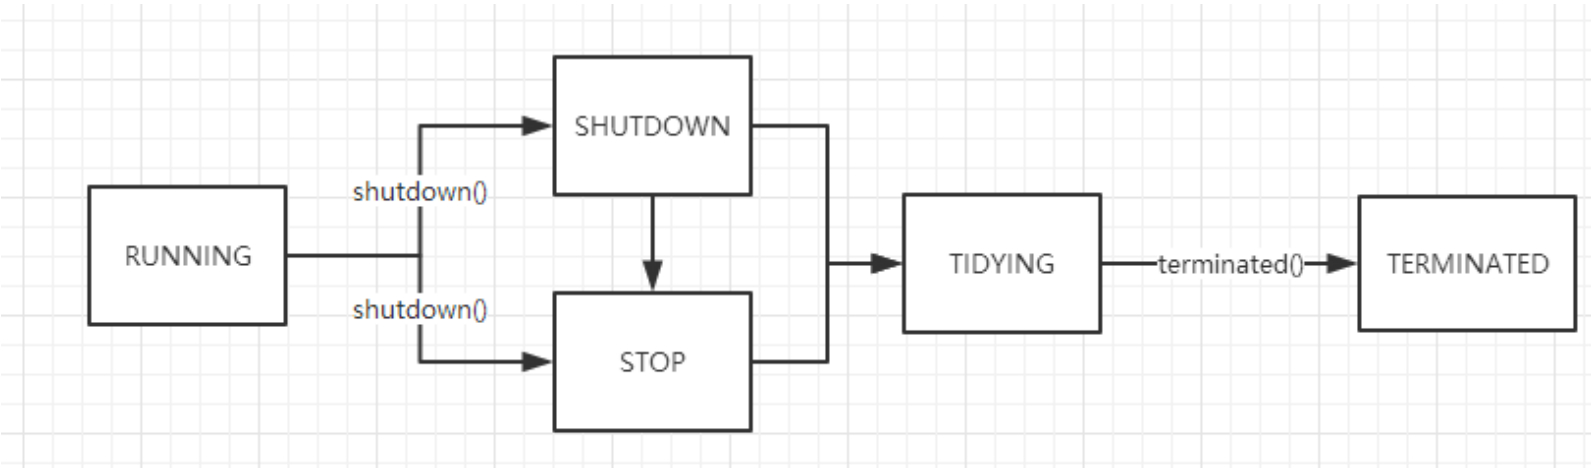 SHUTDOWN
shutdown()
RUNNING
TIDYING
terminated()
TERMINATED
shutdown()
STOP